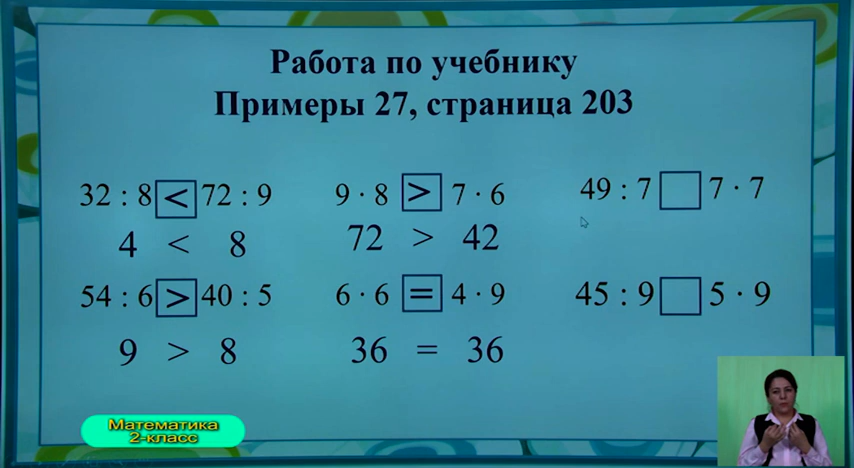 Работа по учебнику
Примеры 27, страница 203
32 : 8 < 72 : 9
4 < 8
54 : 6 > 40 : 5
9 > 8
9 · 8 > 7 · 6
72 > 42
6 · 6 = 4 · 9
36 = 36
49 : 7 □ 7 · 7
45 : 9 □ 5 · 9
Математика
2-класс